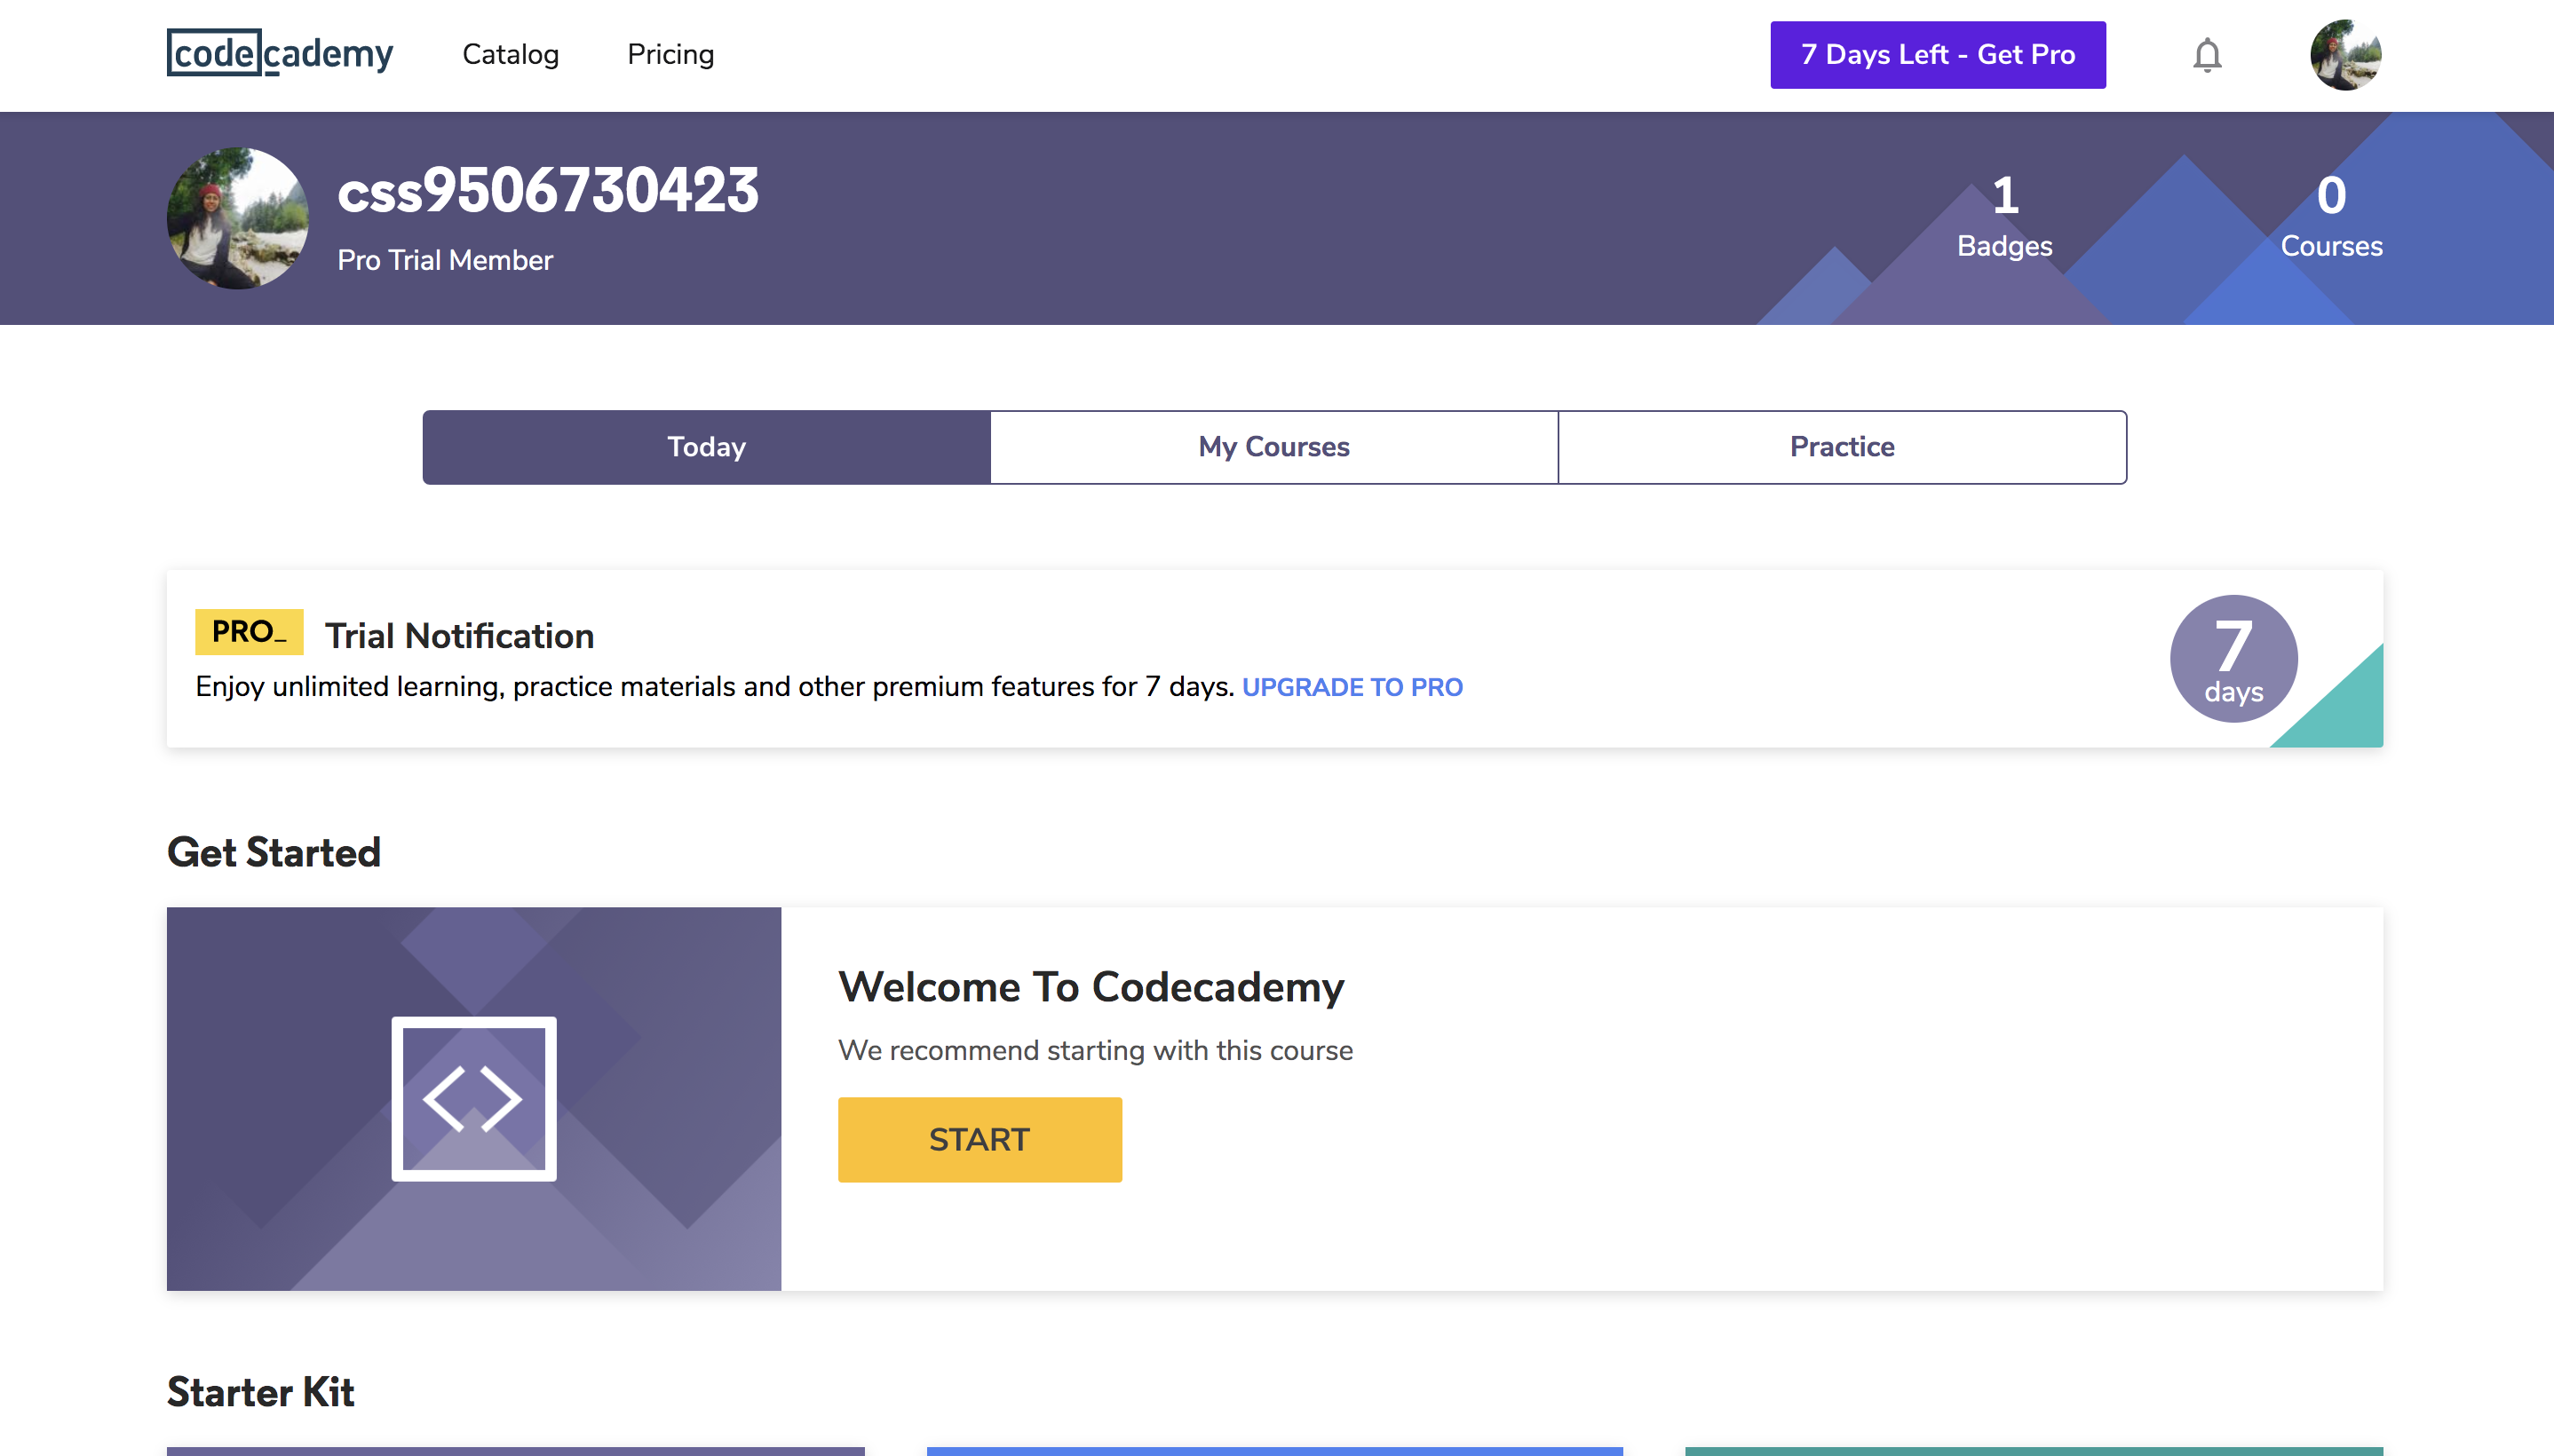 codecademy
Catalog
Pricing
7 Days Left - Get Pro
css9506730423
Pro Trial Member
1
Badges
0
Courses
Today
My Courses
Practice
PRO_ Trial Notification
Enjoy unlimited learning, practice materials and other premium features for 7 days. UPGRADE TO PRO
7
days
Get Started
Welcome To Codecademy
We recommend starting with this course
START
Starter Kit